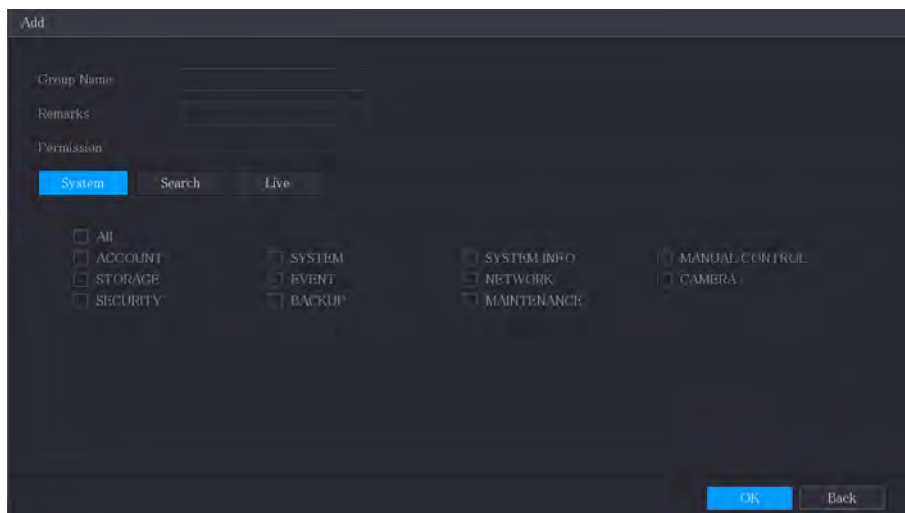 Add
Group Name
Remarks
Permission
System Search Live
All
ACCOUNT SYSTEM SYSTEM INFO MANUAL CONTROL
STORAGE EVENT NETWORK CAMERA
SECURITY BACKUP MAINTENANCE
OK Back